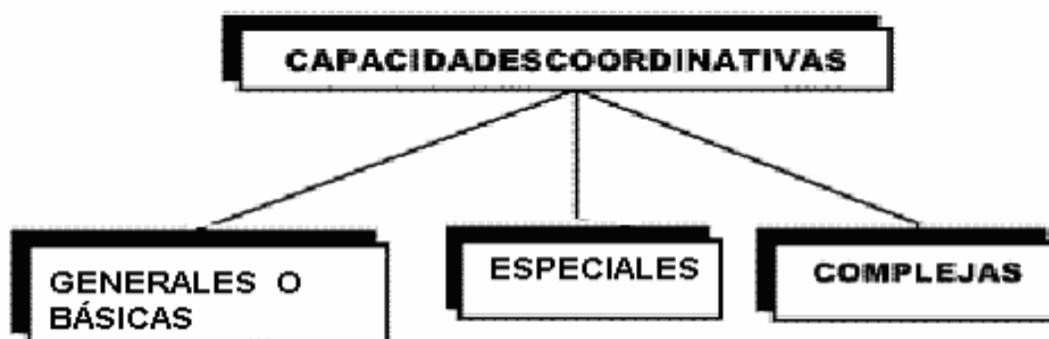 CAPACIDADESCOORDINATIVAS
GENERALES O
BÁSICAS
ESPECIALES
COMPLEJAS